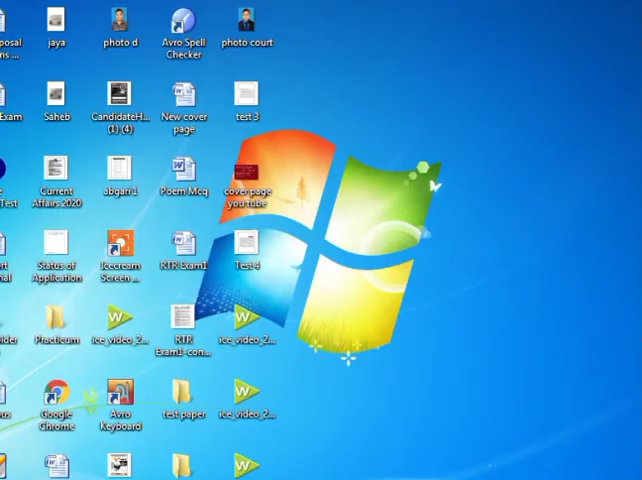 posal
ns ...
jaya
photo d
Avro Spell
Checker
photo court
Exam
Saheb
CandidateH...
(1) (4)
New cover
page
test 3
Test
Current
Affairs 2020
abgari1
Poem Mcq
cover page
you tube
Status of
Application
Icecream
Screen ...
RTR Exam1
Test 4
Practicum
ice_video_2...
RTR
Exam1-con...
ice_video_2...
Google
Chrome
Avro
Keyboard
test paper
ice_video_2...